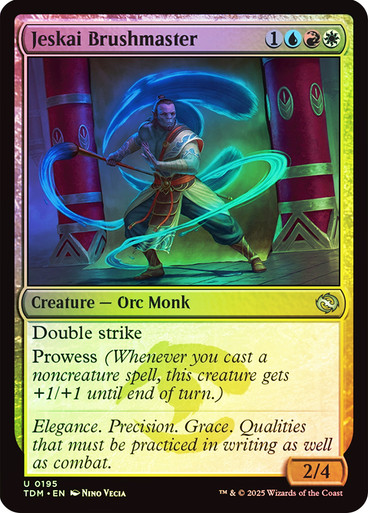 Jeskai Brushmaster 1
Creature — Orc Monk
Double strike
Prowess (Whenever you cast a
noncreature spell, this creature gets
+1/+1 until end of turn.)
Elegance. Precision. Grace. Qualities
that must be practiced in writing as well
as combat.
2/4
U 0195
TDM • EN Nino Vecia
™ & © 2025 Wizards of the Coast